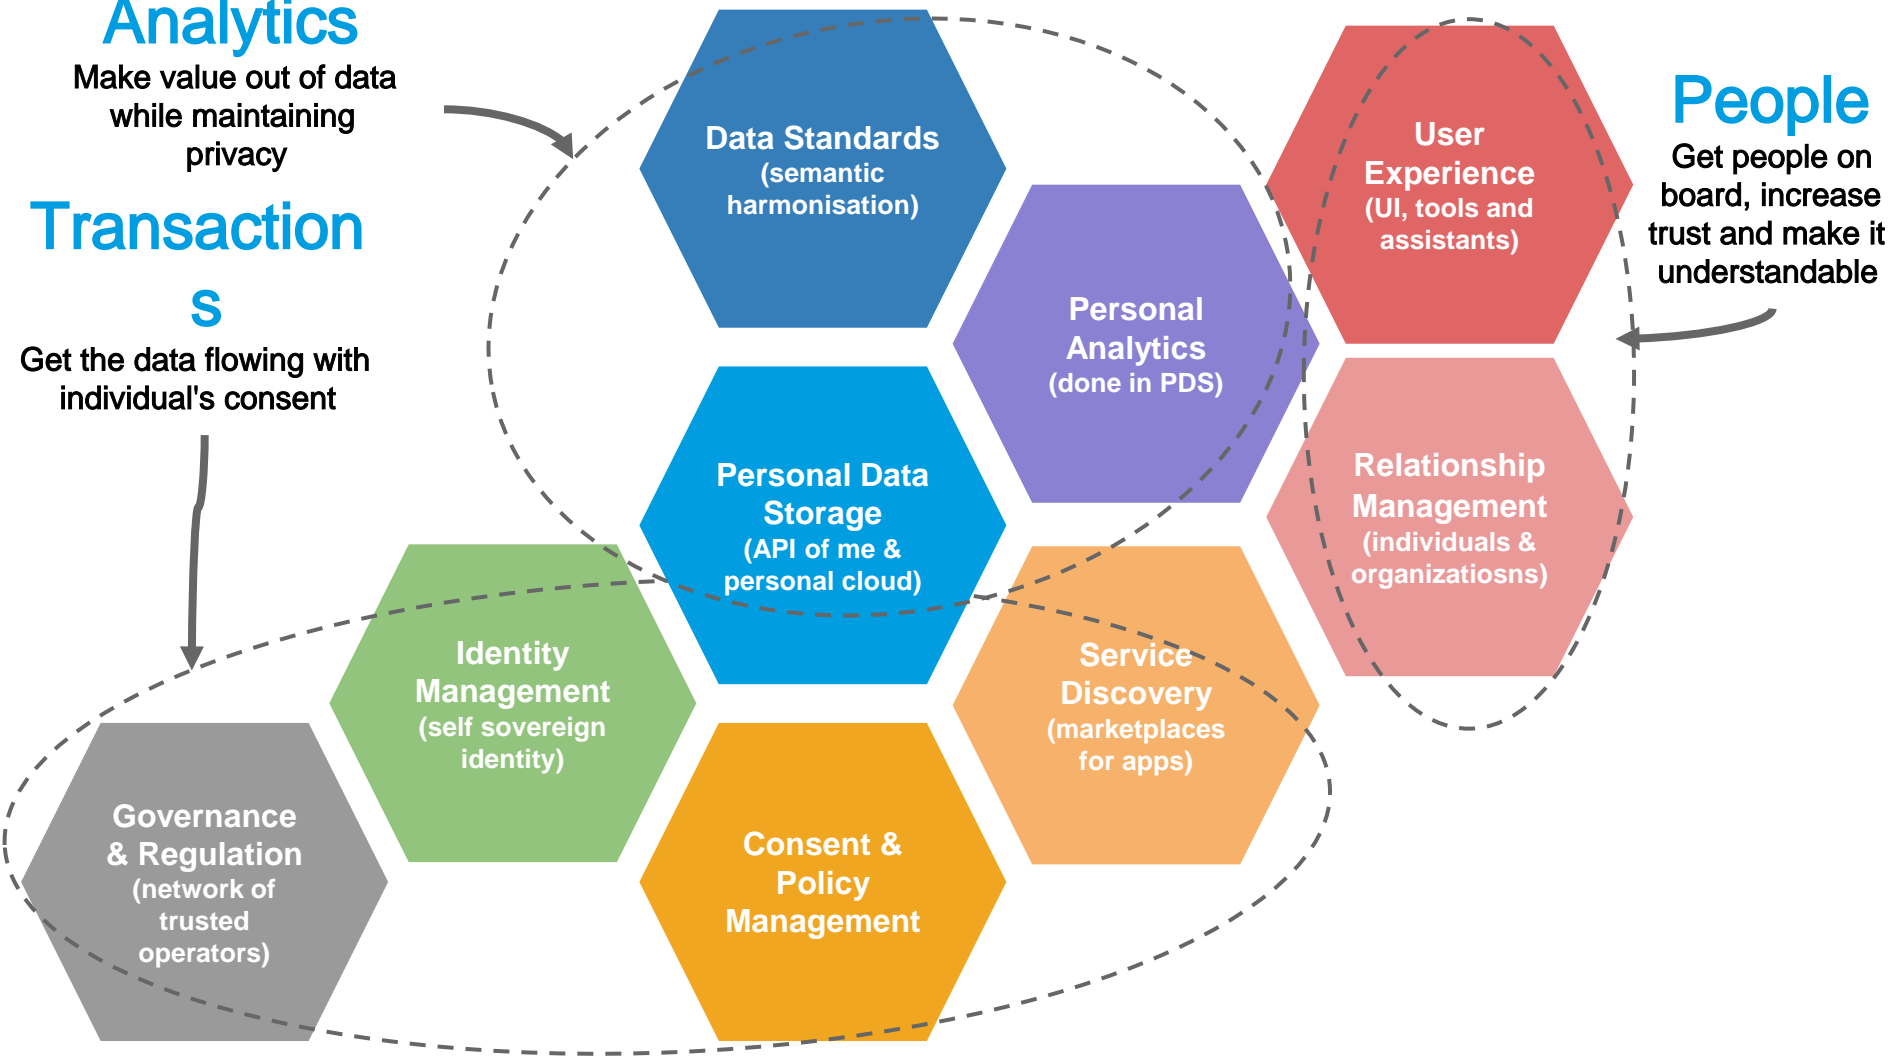 Analytics
Make value out of data
while maintaining
privacy
Transaction
s
Get the data flowing with
individual's consent
Data Standards
(semantic
harmonisation)
Personal
Analytics
(done in PDS)
User
Experience
(UI, tools and
assistants)
People
Get people on
board, increase
trust and make it
understandable
Personal Data
Storage
(API of me &
personal cloud)
Relationship
Management
(individuals &
organizatiosns)
Identity
Management
(self sovereign
identity)
Service
Discovery
(marketplaces
for apps)
Governance
& Regulation
(network of
trusted
operators)
Consent &
Policy
Management